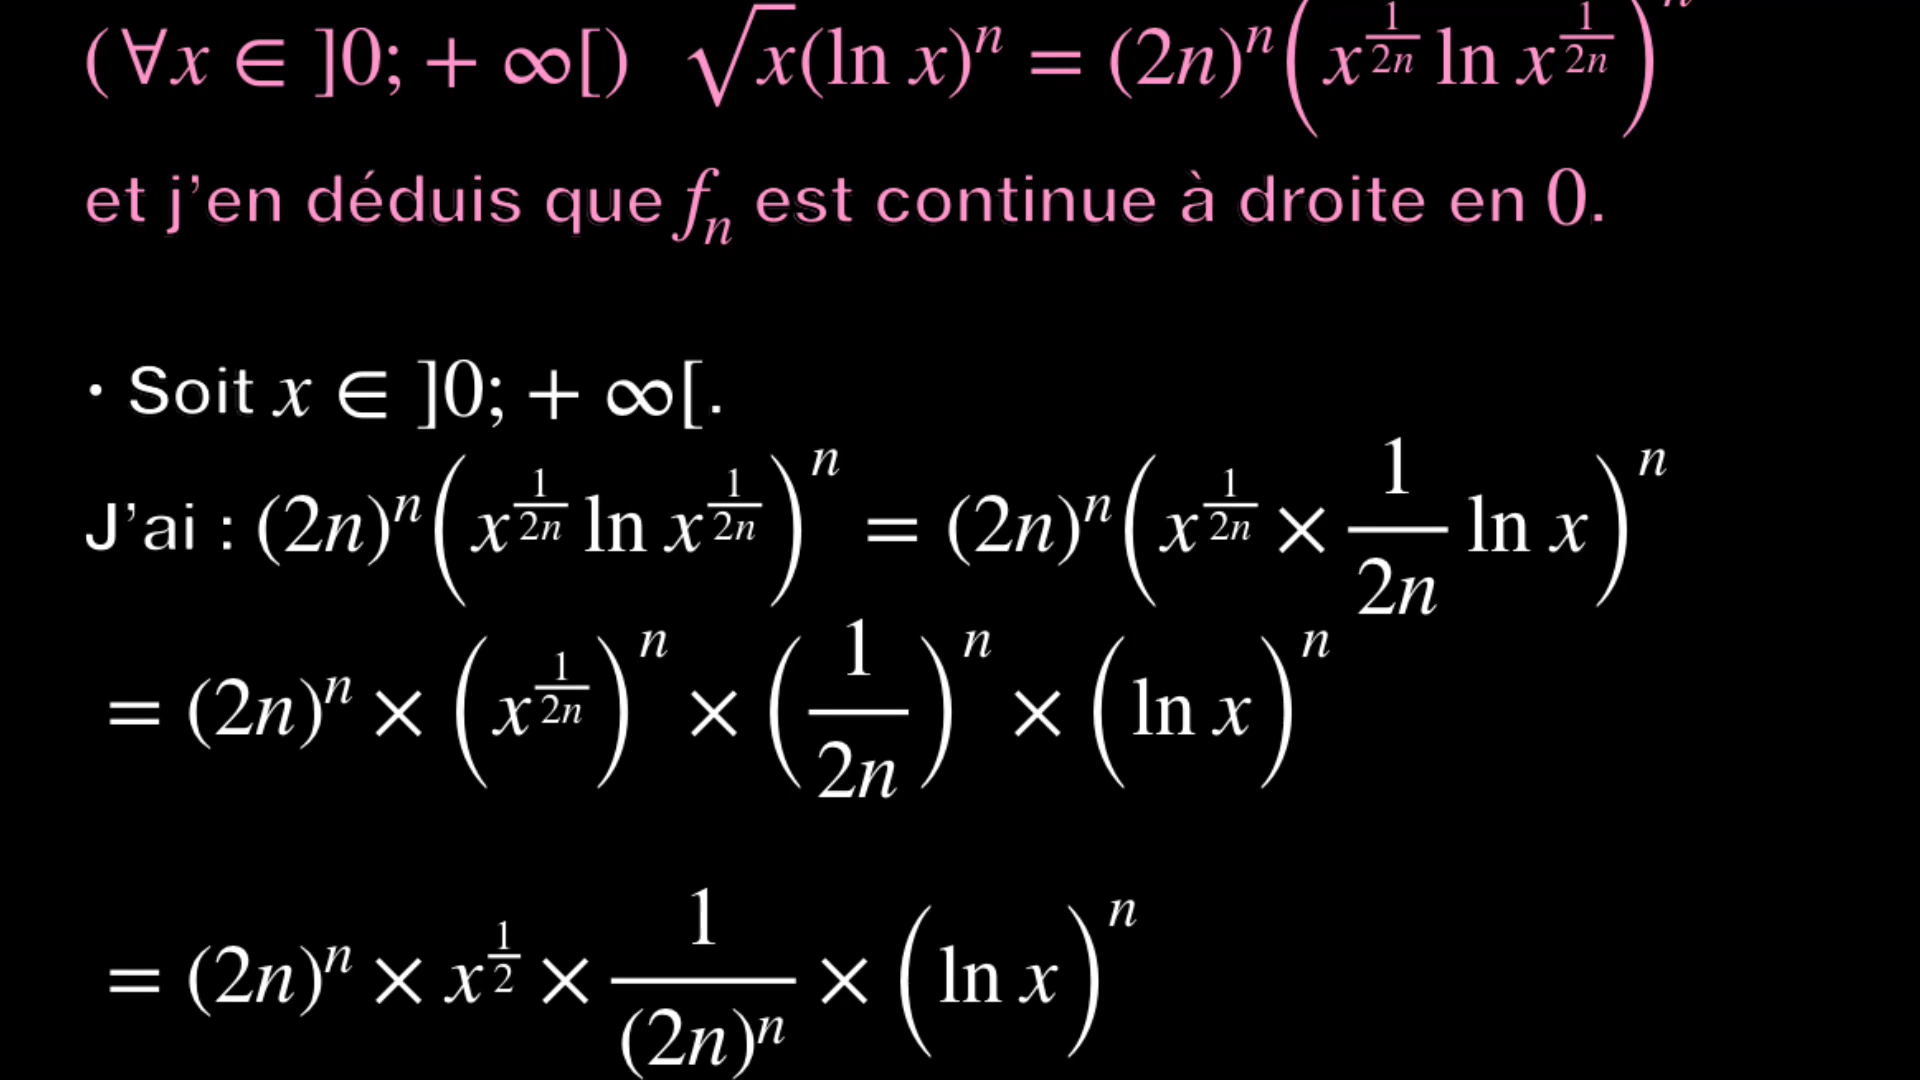 (∀x ∈ ]0; + ∞[) √x(ln x)ⁿ = (2n)ⁿ(x^(1/2n) ln x^(1/2n))ⁿ
et j’en déduis que fₙ est continue à droite en 0.
· Soit x ∈ ]0; + ∞[.
J’ai : (2n)ⁿ(x^(1/2n) ln x^(1/2n))ⁿ = (2n)ⁿ(x^(1/2n) × 1/2n ln x)ⁿ
= (2n)ⁿ × (x^(1/2n))ⁿ × (1/2n)ⁿ × (ln x)ⁿ
= (2n)ⁿ × x^(1/2) × 1/(2n)ⁿ × (ln x)ⁿ